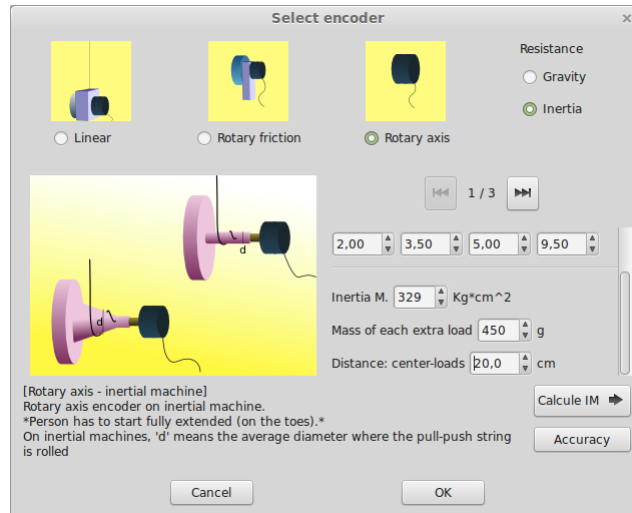 Select encoder
×
Resistance
Gravity
Inertia
Linear
Rotary friction
Rotary axis
1 / 3
d
d
2,00 3,50 5,00 9,50
Inertia M. 329 Kg*cm^2
Mass of each extra load 450 g
Distance: center-loads 20,0 cm
[Rotary axis - inertial machine]
Rotary axis encoder on inertial machine.
*Person has to start fully extended (on the toes).*
On inertial machines, 'd' means the average diameter where the pull-push string
is rolled
Calcule IM
Accuracy
Cancel OK